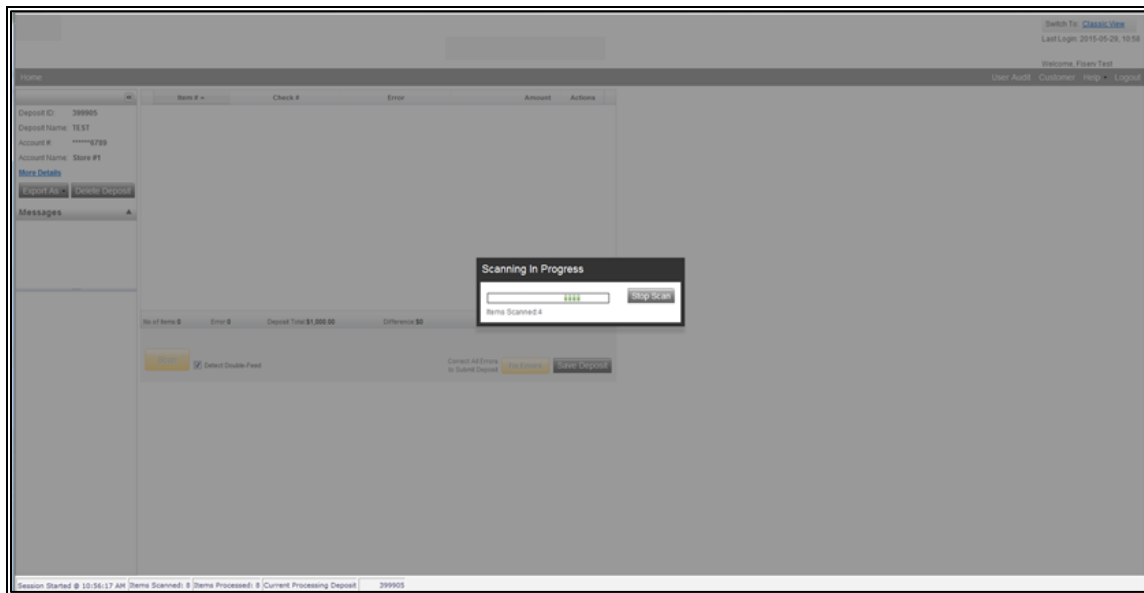 Switch To: Classic View
Last Login: 2015-05-29, 10:58
Welcome, Fiserv Test
Home User Audit Customer Help Logout
Item # Check # Error Amount Actions
Deposit ID: 399905
Deposit Name: TEST
Account #: ******6789
Account Name: Store #1
More Details
Export As Delete Deposit
Messages
Scanning In Progress
Stop Scan
Items Scanned:4
No of Items:0 Error:0 Deposit Total:$1,000.00 Difference:$0
Detect Double-Feed
Correct All Errors
to Submit Deposit
Fix Errors Save Deposit
Session Started @ 10:56:17 AM Items Scanned: 8 Items Processed: 8 Current Processing Deposit 399905